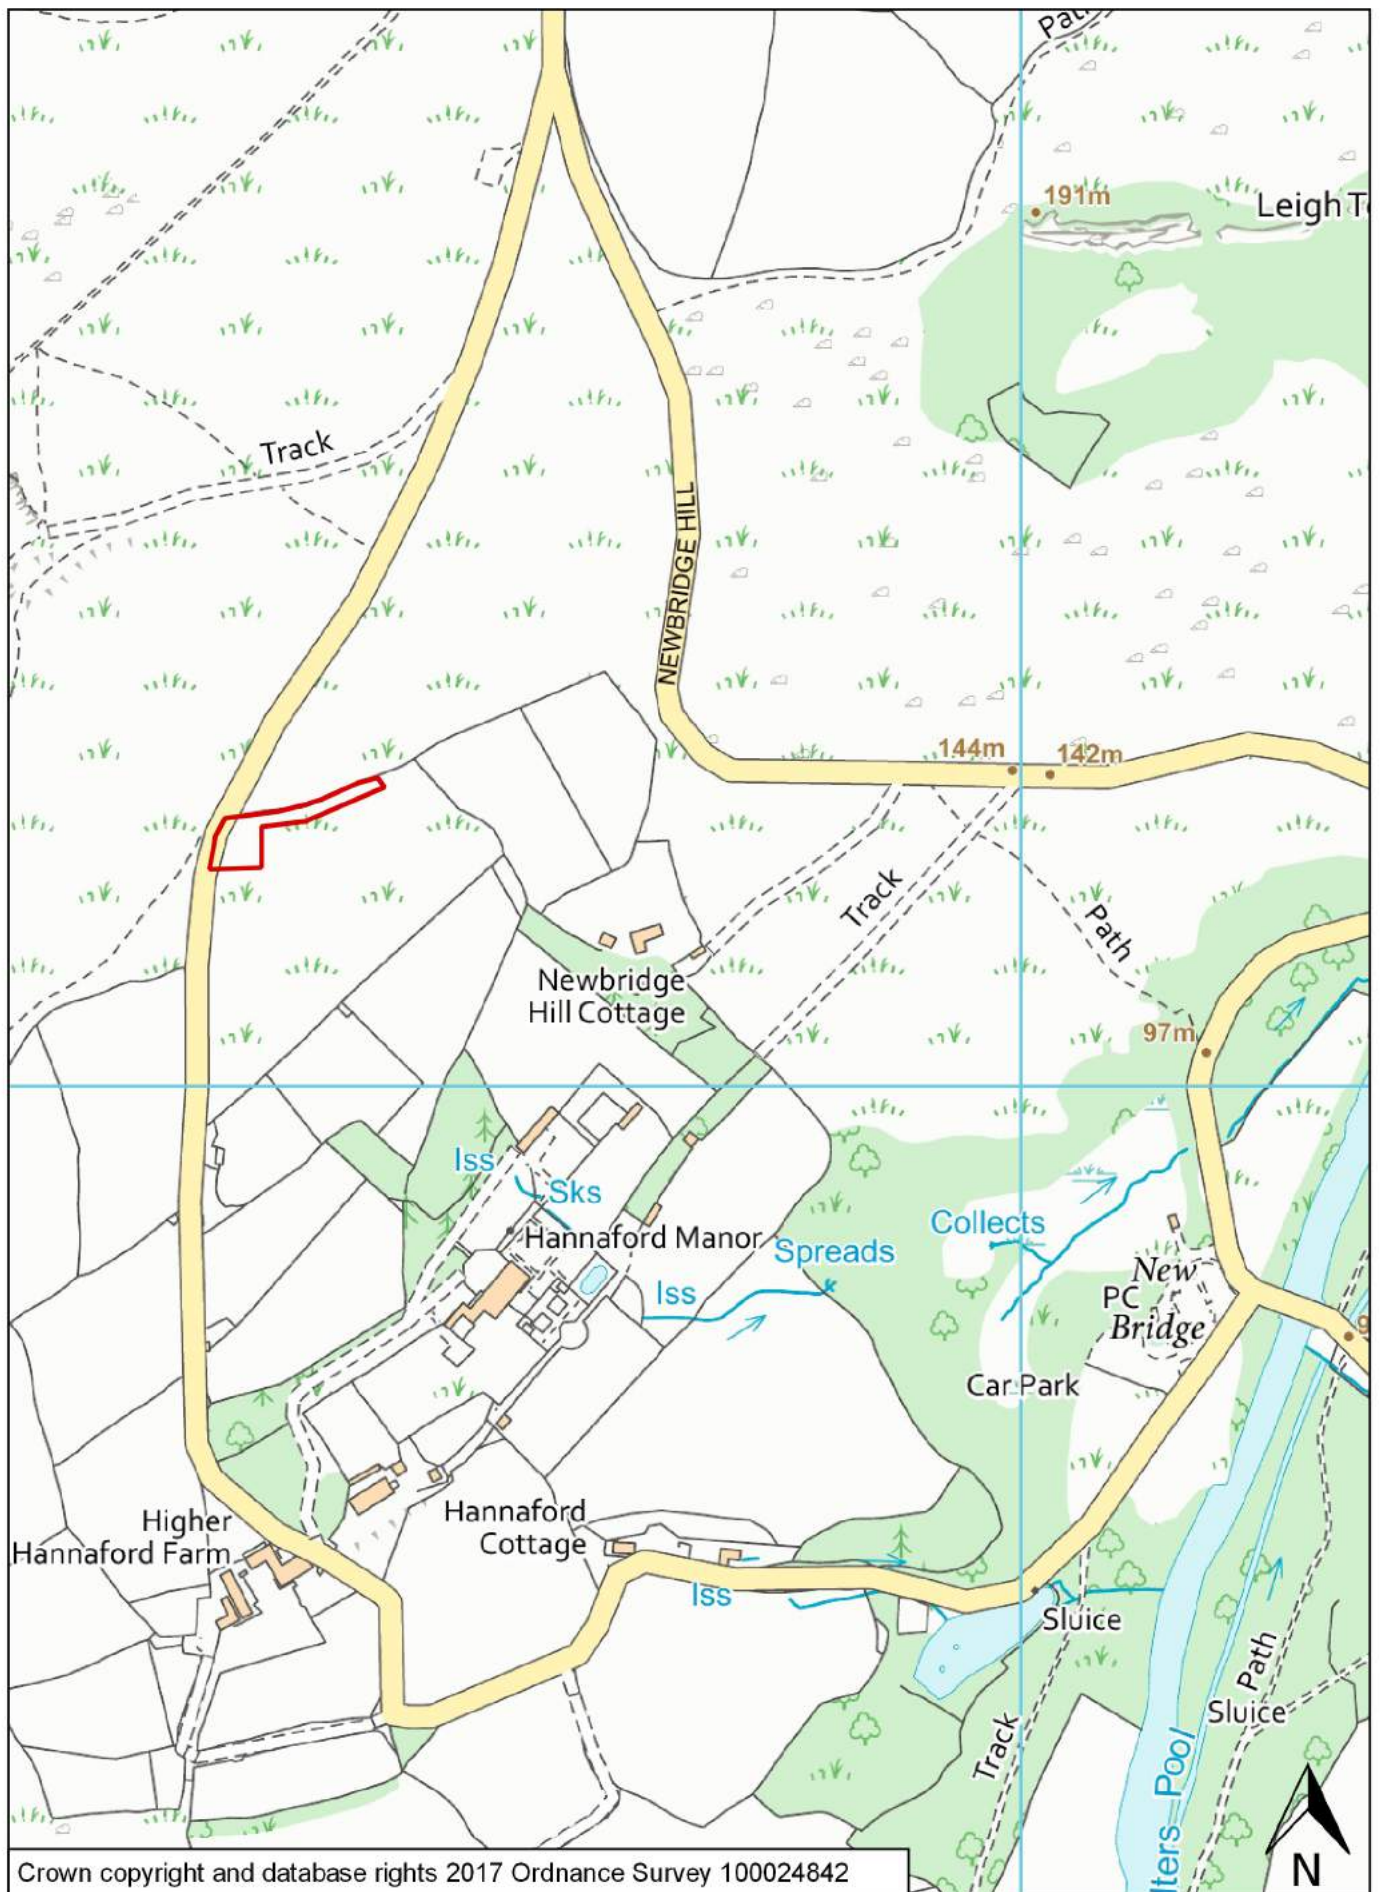 Path
191m
Leigh T
Track
NEWBRIDGE HILL
144m
142m
Track
Path
Newbridge
Hill Cottage
97m
Iss
Sks
Hannaford Manor
Collects
Spreads
Iss
New
PC
Bridge
9
Car Park
Higher
Hannaford Farm
Hannaford
Cottage
Iss
Sluice
Path
Sluice
Track
lters Pool
N
Crown copyright and database rights 2017 Ordnance Survey 100024842